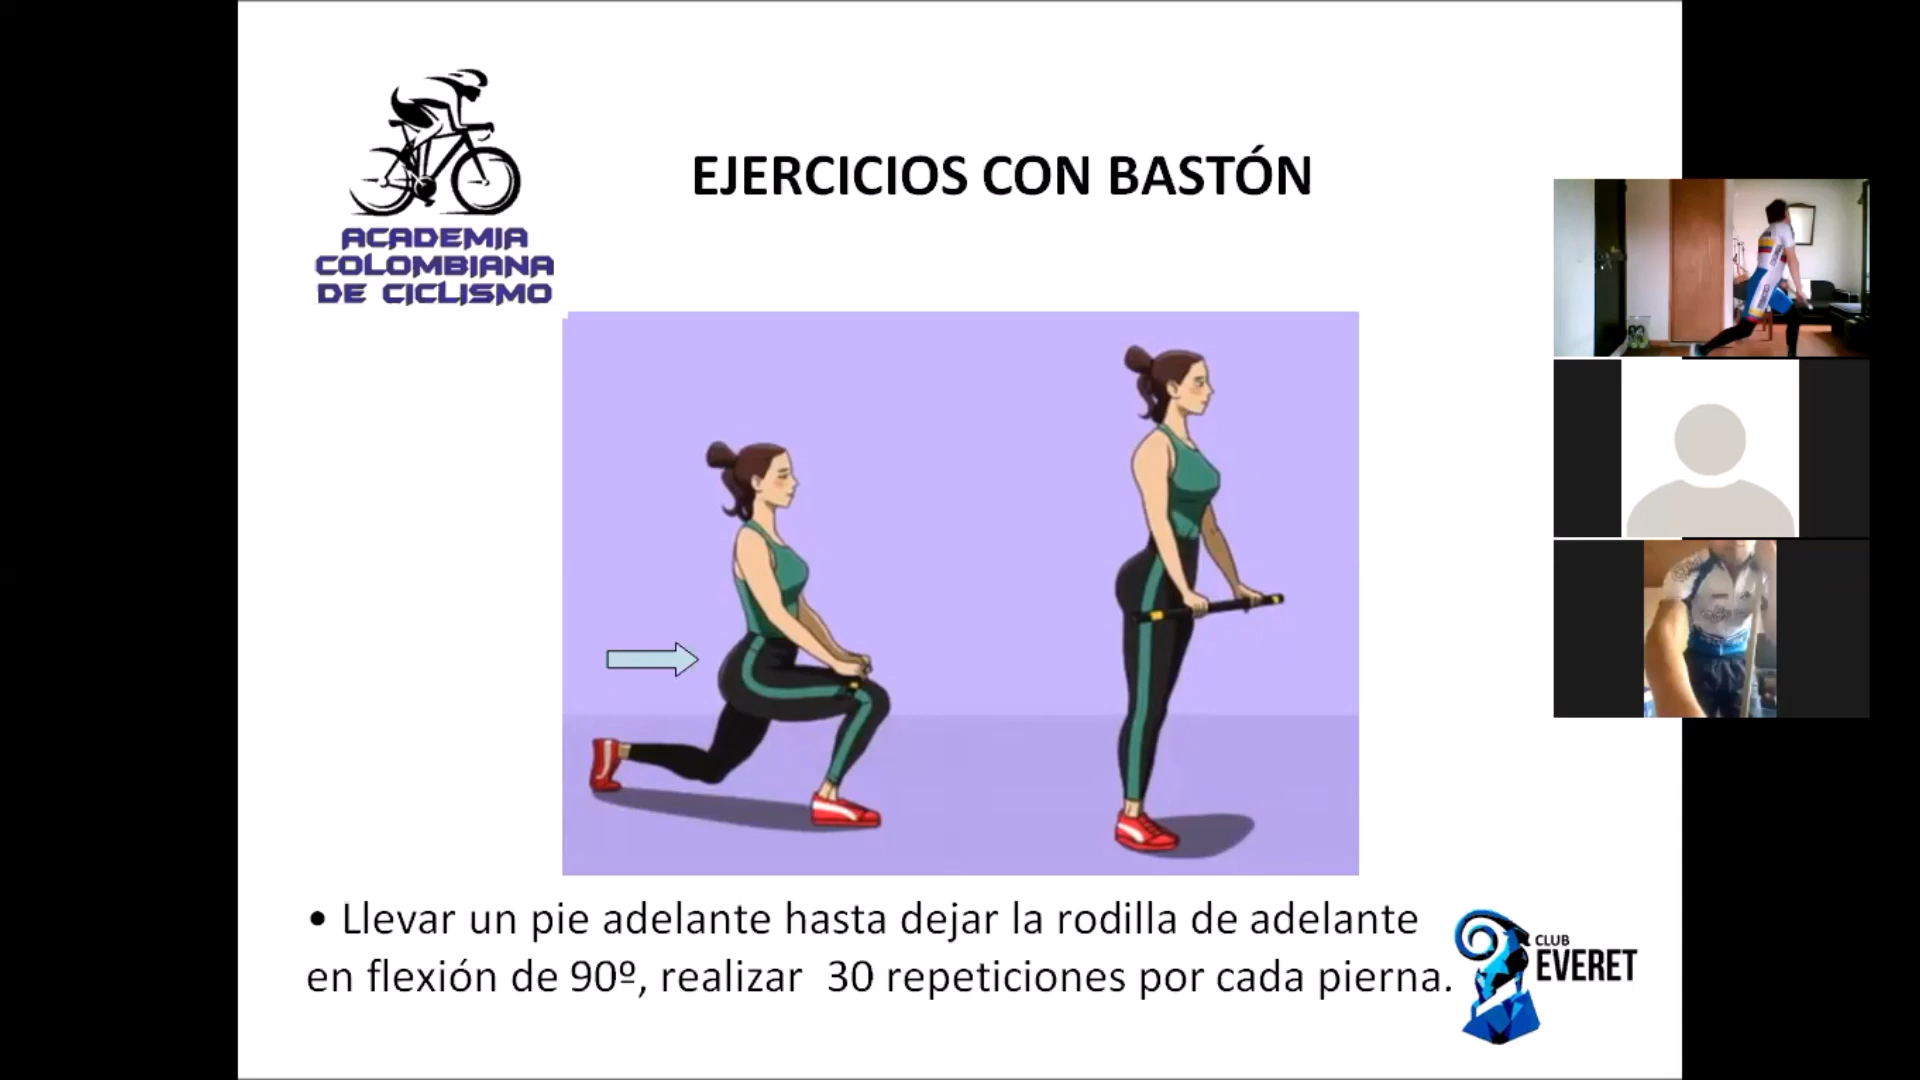 ACADEMIA
COLOMBIANA
DE CICLISMO
EJERCICIOS CON BASTÓN
• Llevar un pie adelante hasta dejar la rodilla de adelante
en flexión de 90º, realizar  30 repeticiones por cada pierna.
CLUB
EVERET